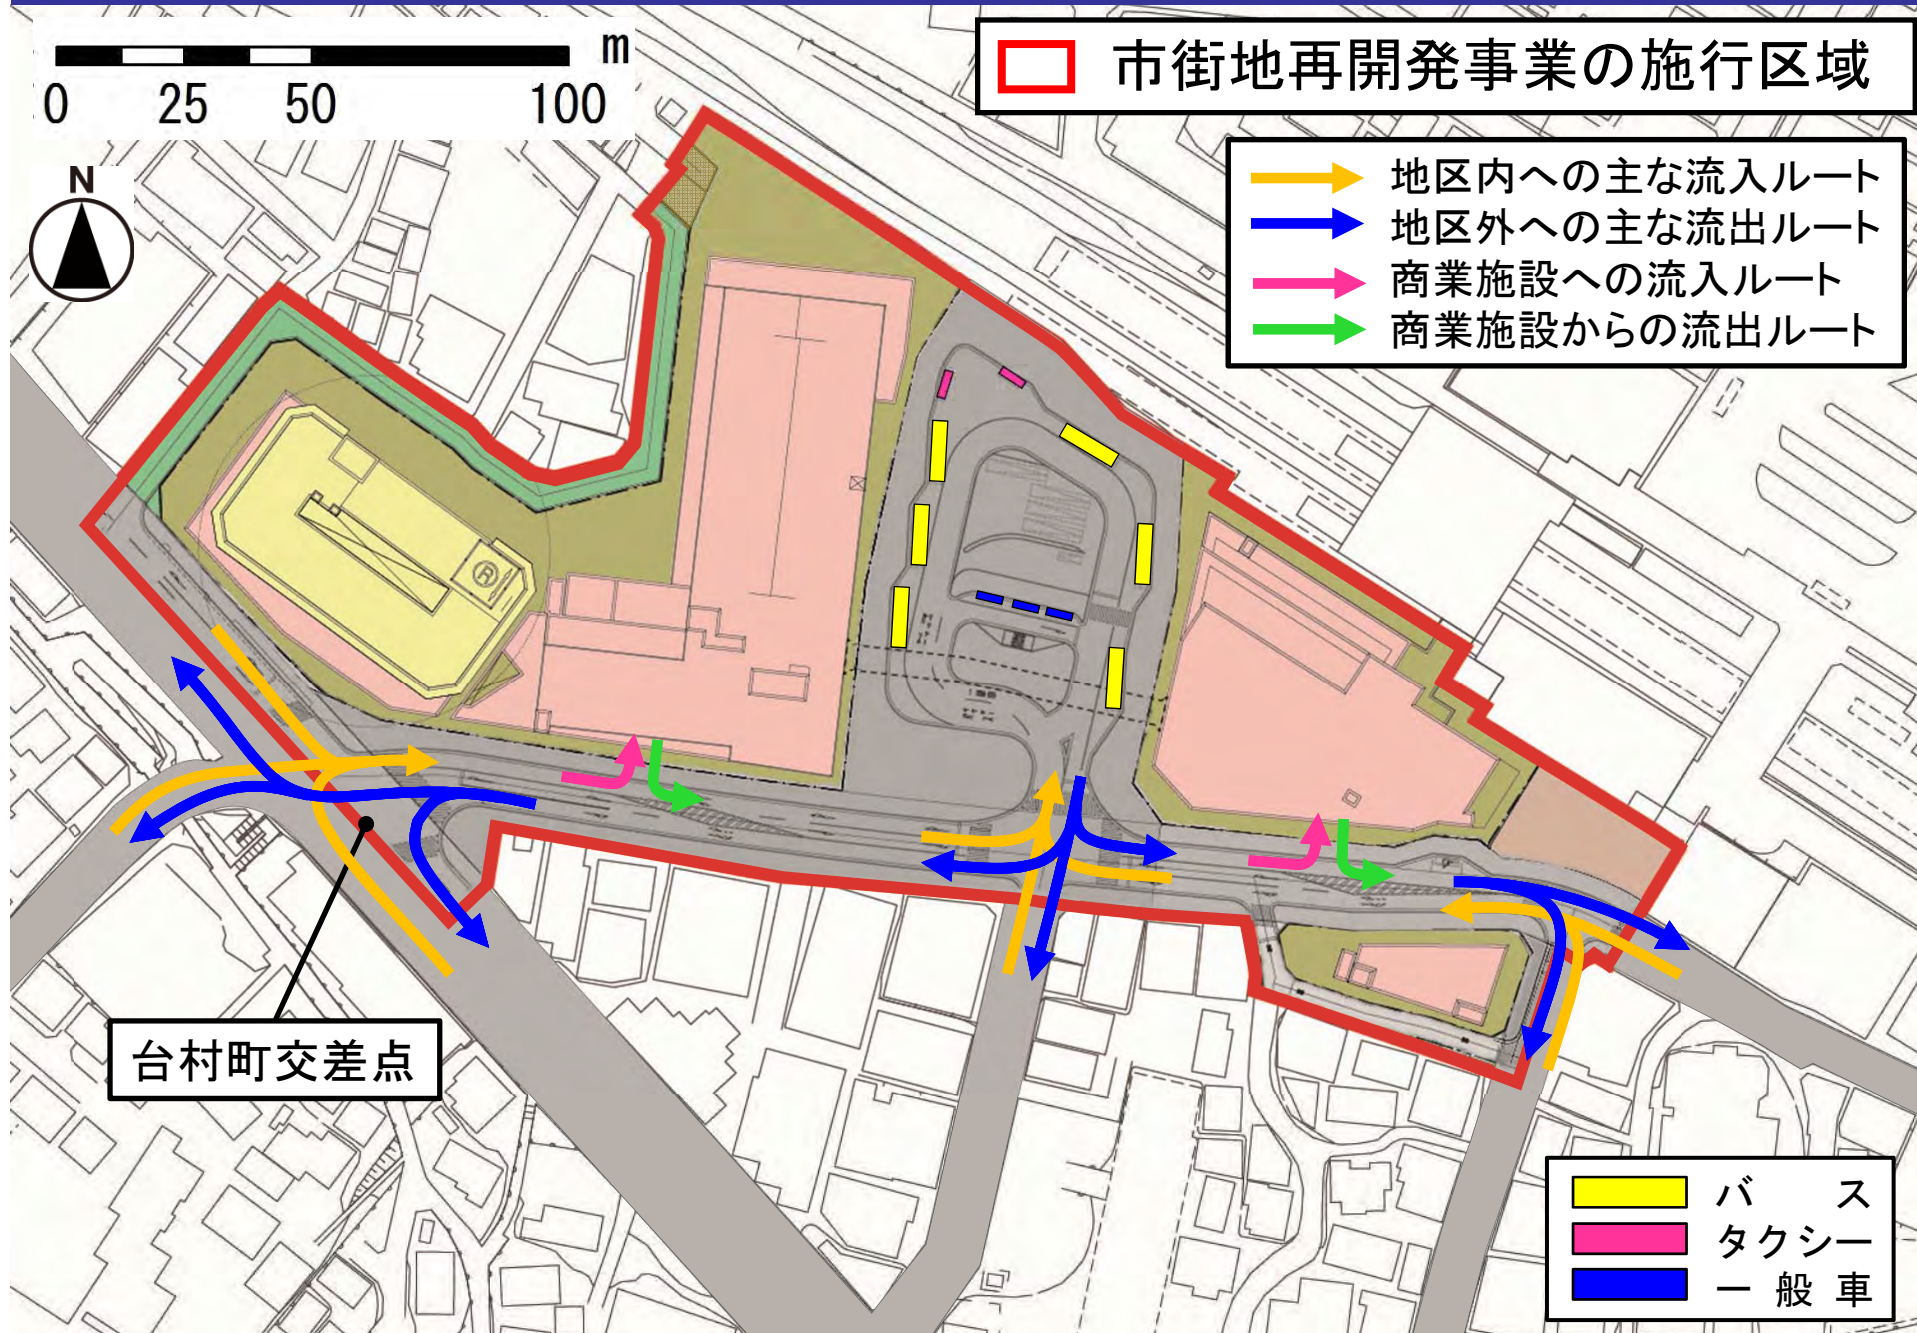 m
0 25 50 100
N
市街地再開発事業の施行区域
地区内への主な流入ルート
地区外への主な流出ルート
商業施設への流入ルート
商業施設からの流出ルート
R
台村町交差点
バス
タクシー
一般車